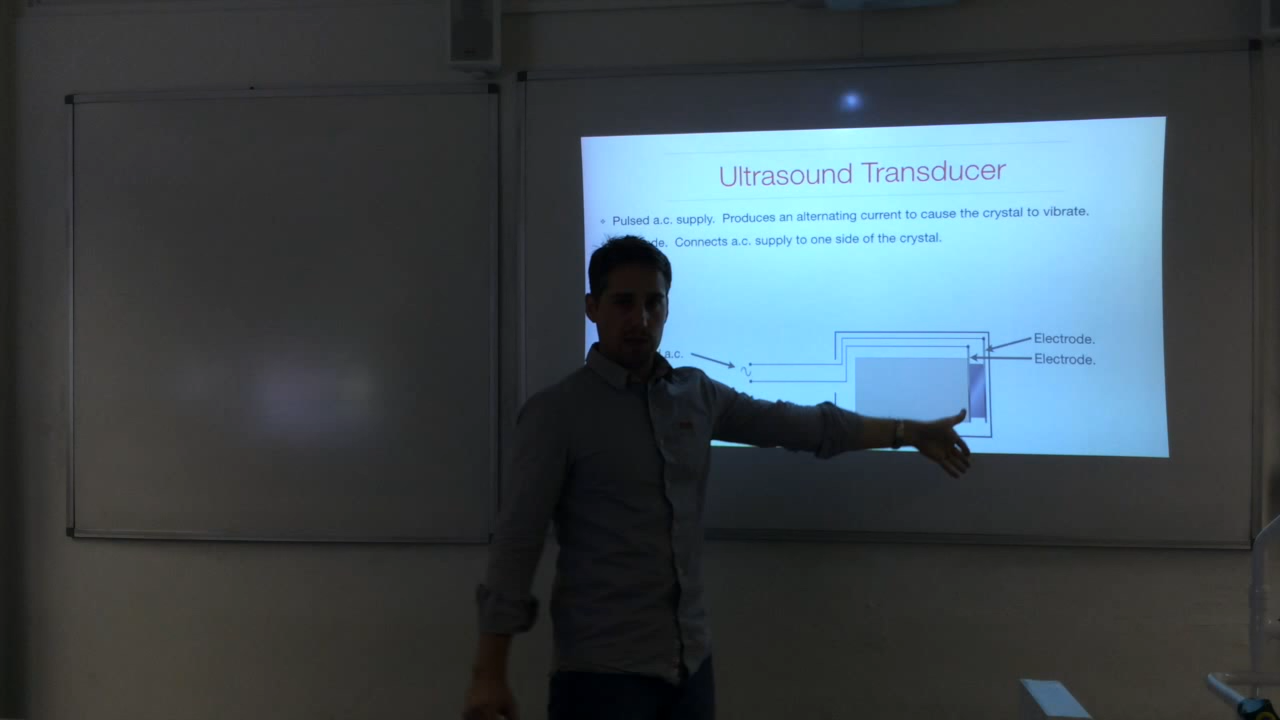 Ultrasound Transducer
Pulsed a.c. supply. Produces an alternating current to cause the crystal to vibrate.
Connects a.c. supply to one side of the crystal.
Electrode.
a.c.
Electrode.